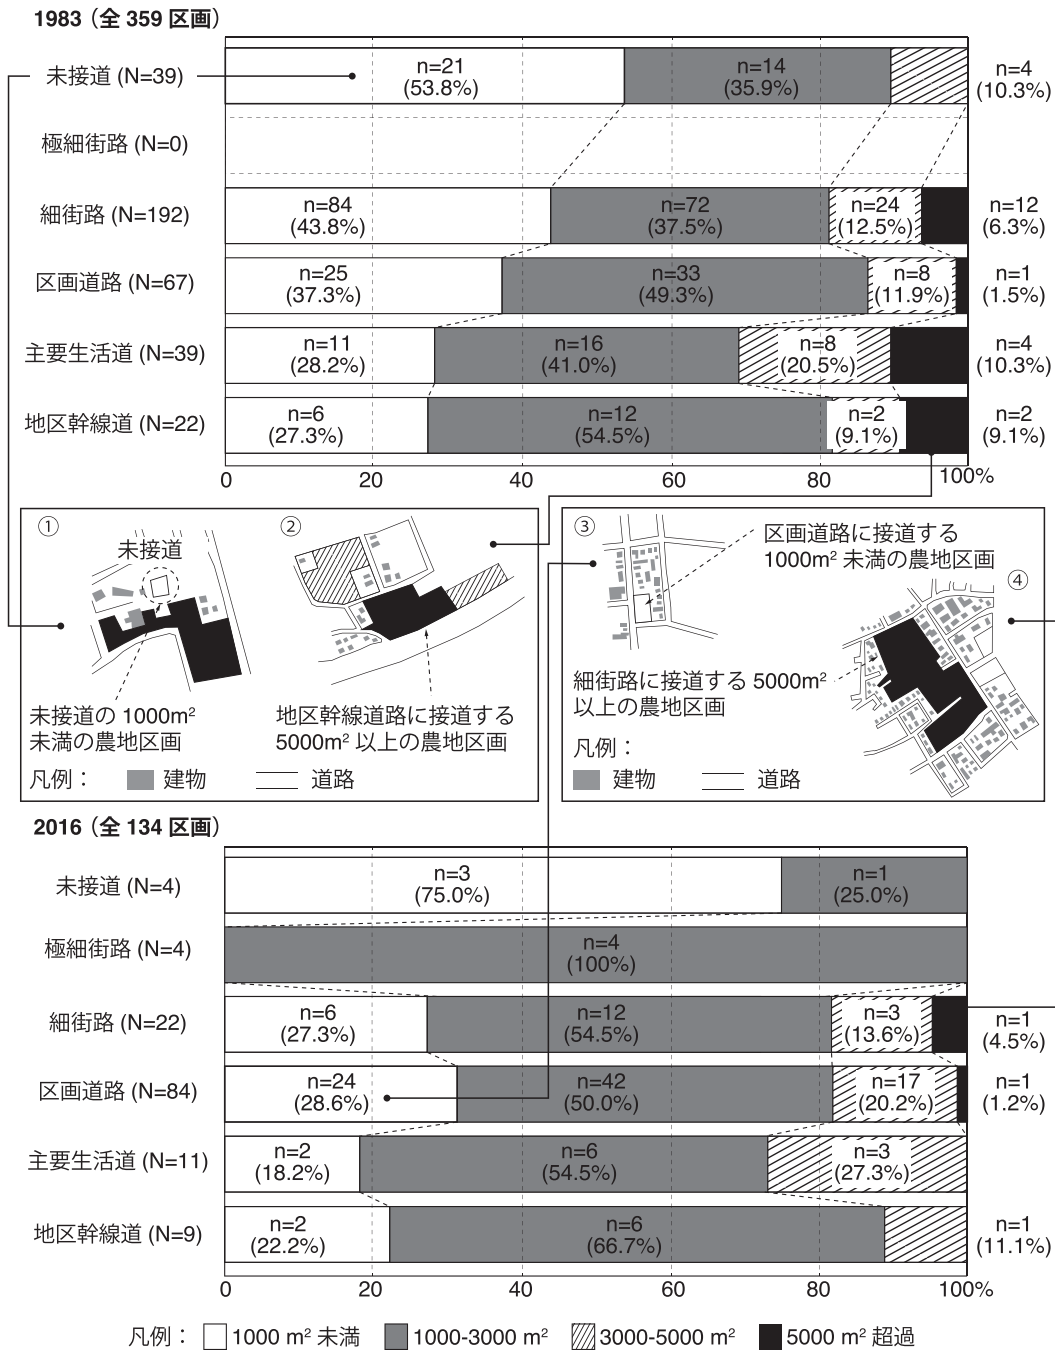 1983（全 359 区画）
未接道 (N=39)
n=21
(53.8%)
n=14
(35.9%)
n=4
(10.3%)
極細街路 (N=0)
細街路 (N=192)
n=84
(43.8%)
n=72
(37.5%)
n=24
(12.5%)
n=12
(6.3%)
区画道路 (N=67)
n=25
(37.3%)
n=33
(49.3%)
n=8
(11.9%)
n=1
(1.5%)
主要生活道 (N=39)
n=11
(28.2%)
n=16
(41.0%)
n=8
(20.5%)
n=4
(10.3%)
地区幹線道 (N=22)
n=6
(27.3%)
n=12
(54.5%)
n=2
(9.1%)
n=2
(9.1%)
0 20 40 60 80 100%
①
未接道
未接道の 1000m²
未満の農地区画
②
地区幹線道路に接道する
5000m² 以上の農地区画
凡例： 建物 道路
③
区画道路に接道する
1000m² 未満の農地区画
④
細街路に接道する 5000m²
以上の農地区画
凡例：
建物 道路
2016（全 134 区画）
未接道 (N=4)
n=3
(75.0%)
n=1
(25.0%)
極細街路 (N=4)
n=4
(100%)
細街路 (N=22)
n=6
(27.3%)
n=12
(54.5%)
n=3
(13.6%)
n=1
(4.5%)
区画道路 (N=84)
n=24
(28.6%)
n=42
(50.0%)
n=17
(20.2%)
n=1
(1.2%)
主要生活道 (N=11)
n=2
(18.2%)
n=6
(54.5%)
n=3
(27.3%)
地区幹線道 (N=9)
n=2
(22.2%)
n=6
(66.7%)
n=1
(11.1%)
0 20 40 60 80 100%
凡例： 1000 m² 未満 1000-3000 m² 3000-5000 m² 5000 m² 超過